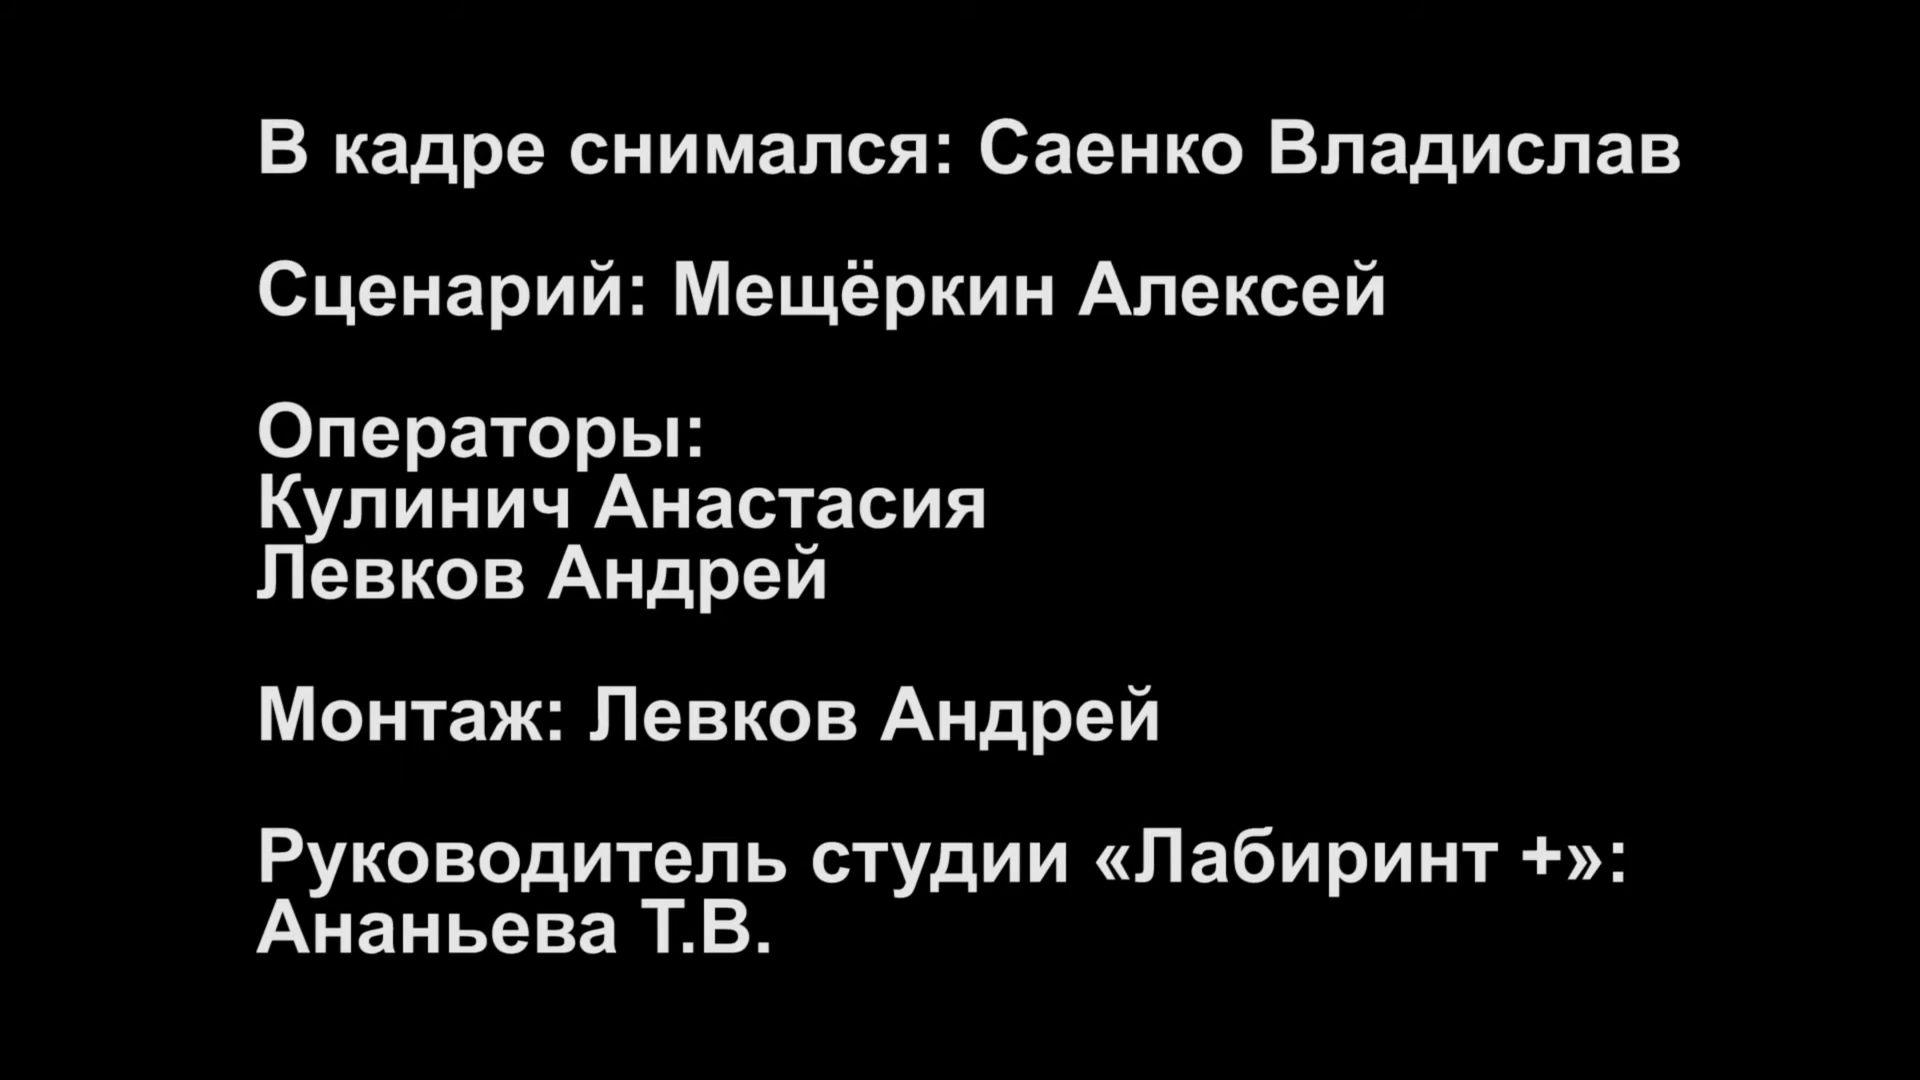 В кадре снимался: Саенко Владислав
Сценарий: Мещёркин Алексей
Операторы:
Кулинич Анастасия
Левков Андрей
Монтаж: Левков Андрей
Руководитель студии «Лабиринт +»:
Ананьева Т.В.